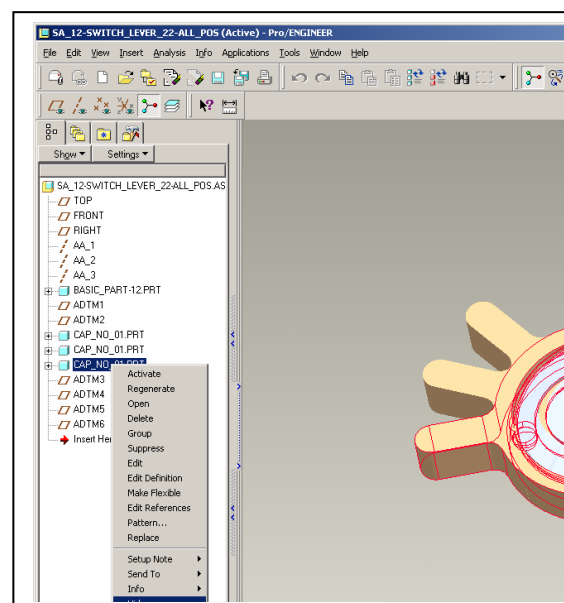 SA_12-SWITCH_LEVER_22-ALL_POS (Active) - Pro/ENGINEER
File Edit View Insert Analysis Info Applications Tools Window Help
Show Settings
SA_12-SWITCH_LEVER_22-ALL_POS.AS
TOP
FRONT
RIGHT
AA_1
AA_2
AA_3
BASIC_PART-12.PRT
ADTM1
ADTM2
CAP_NO_01.PRT
CAP_NO_01.PRT
CAP_NO_01.PRT
ADTM3
ADTM4
ADTM5
ADTM6
Insert Her
Activate
Regenerate
Open
Delete
Group
Suppress
Edit
Edit Definition
Make Flexible
Edit References
Pattern...
Replace
Setup Note
Send To
Info